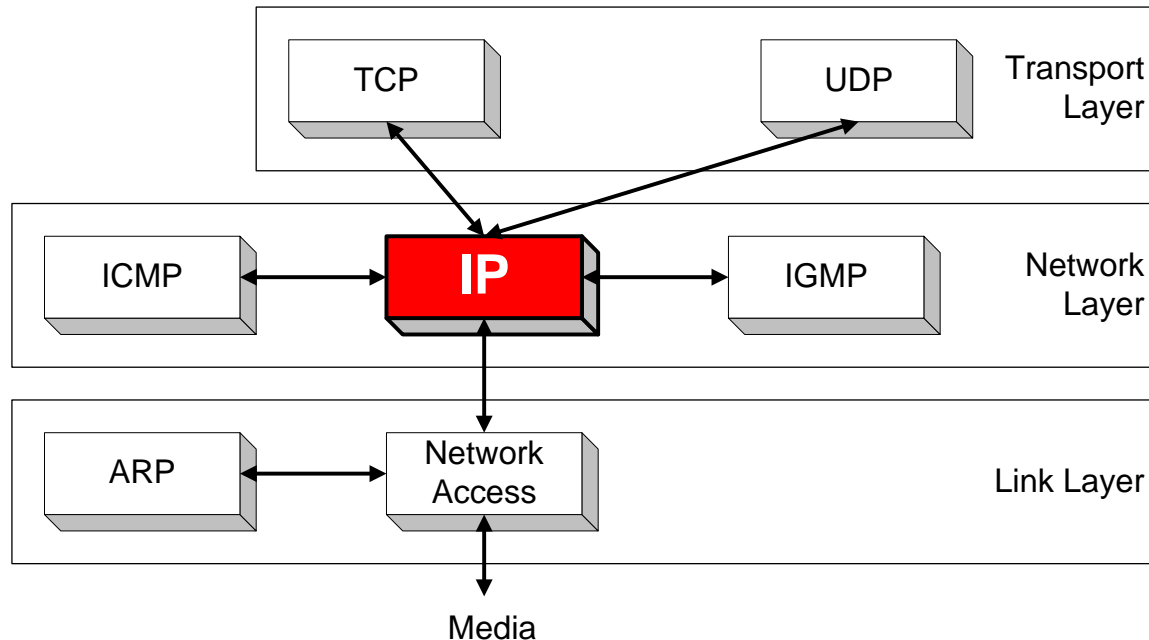 TCP
UDP
Transport
Layer
ICMP
IP
IGMP
Network
Layer
ARP
Network
Access
Link Layer
Media